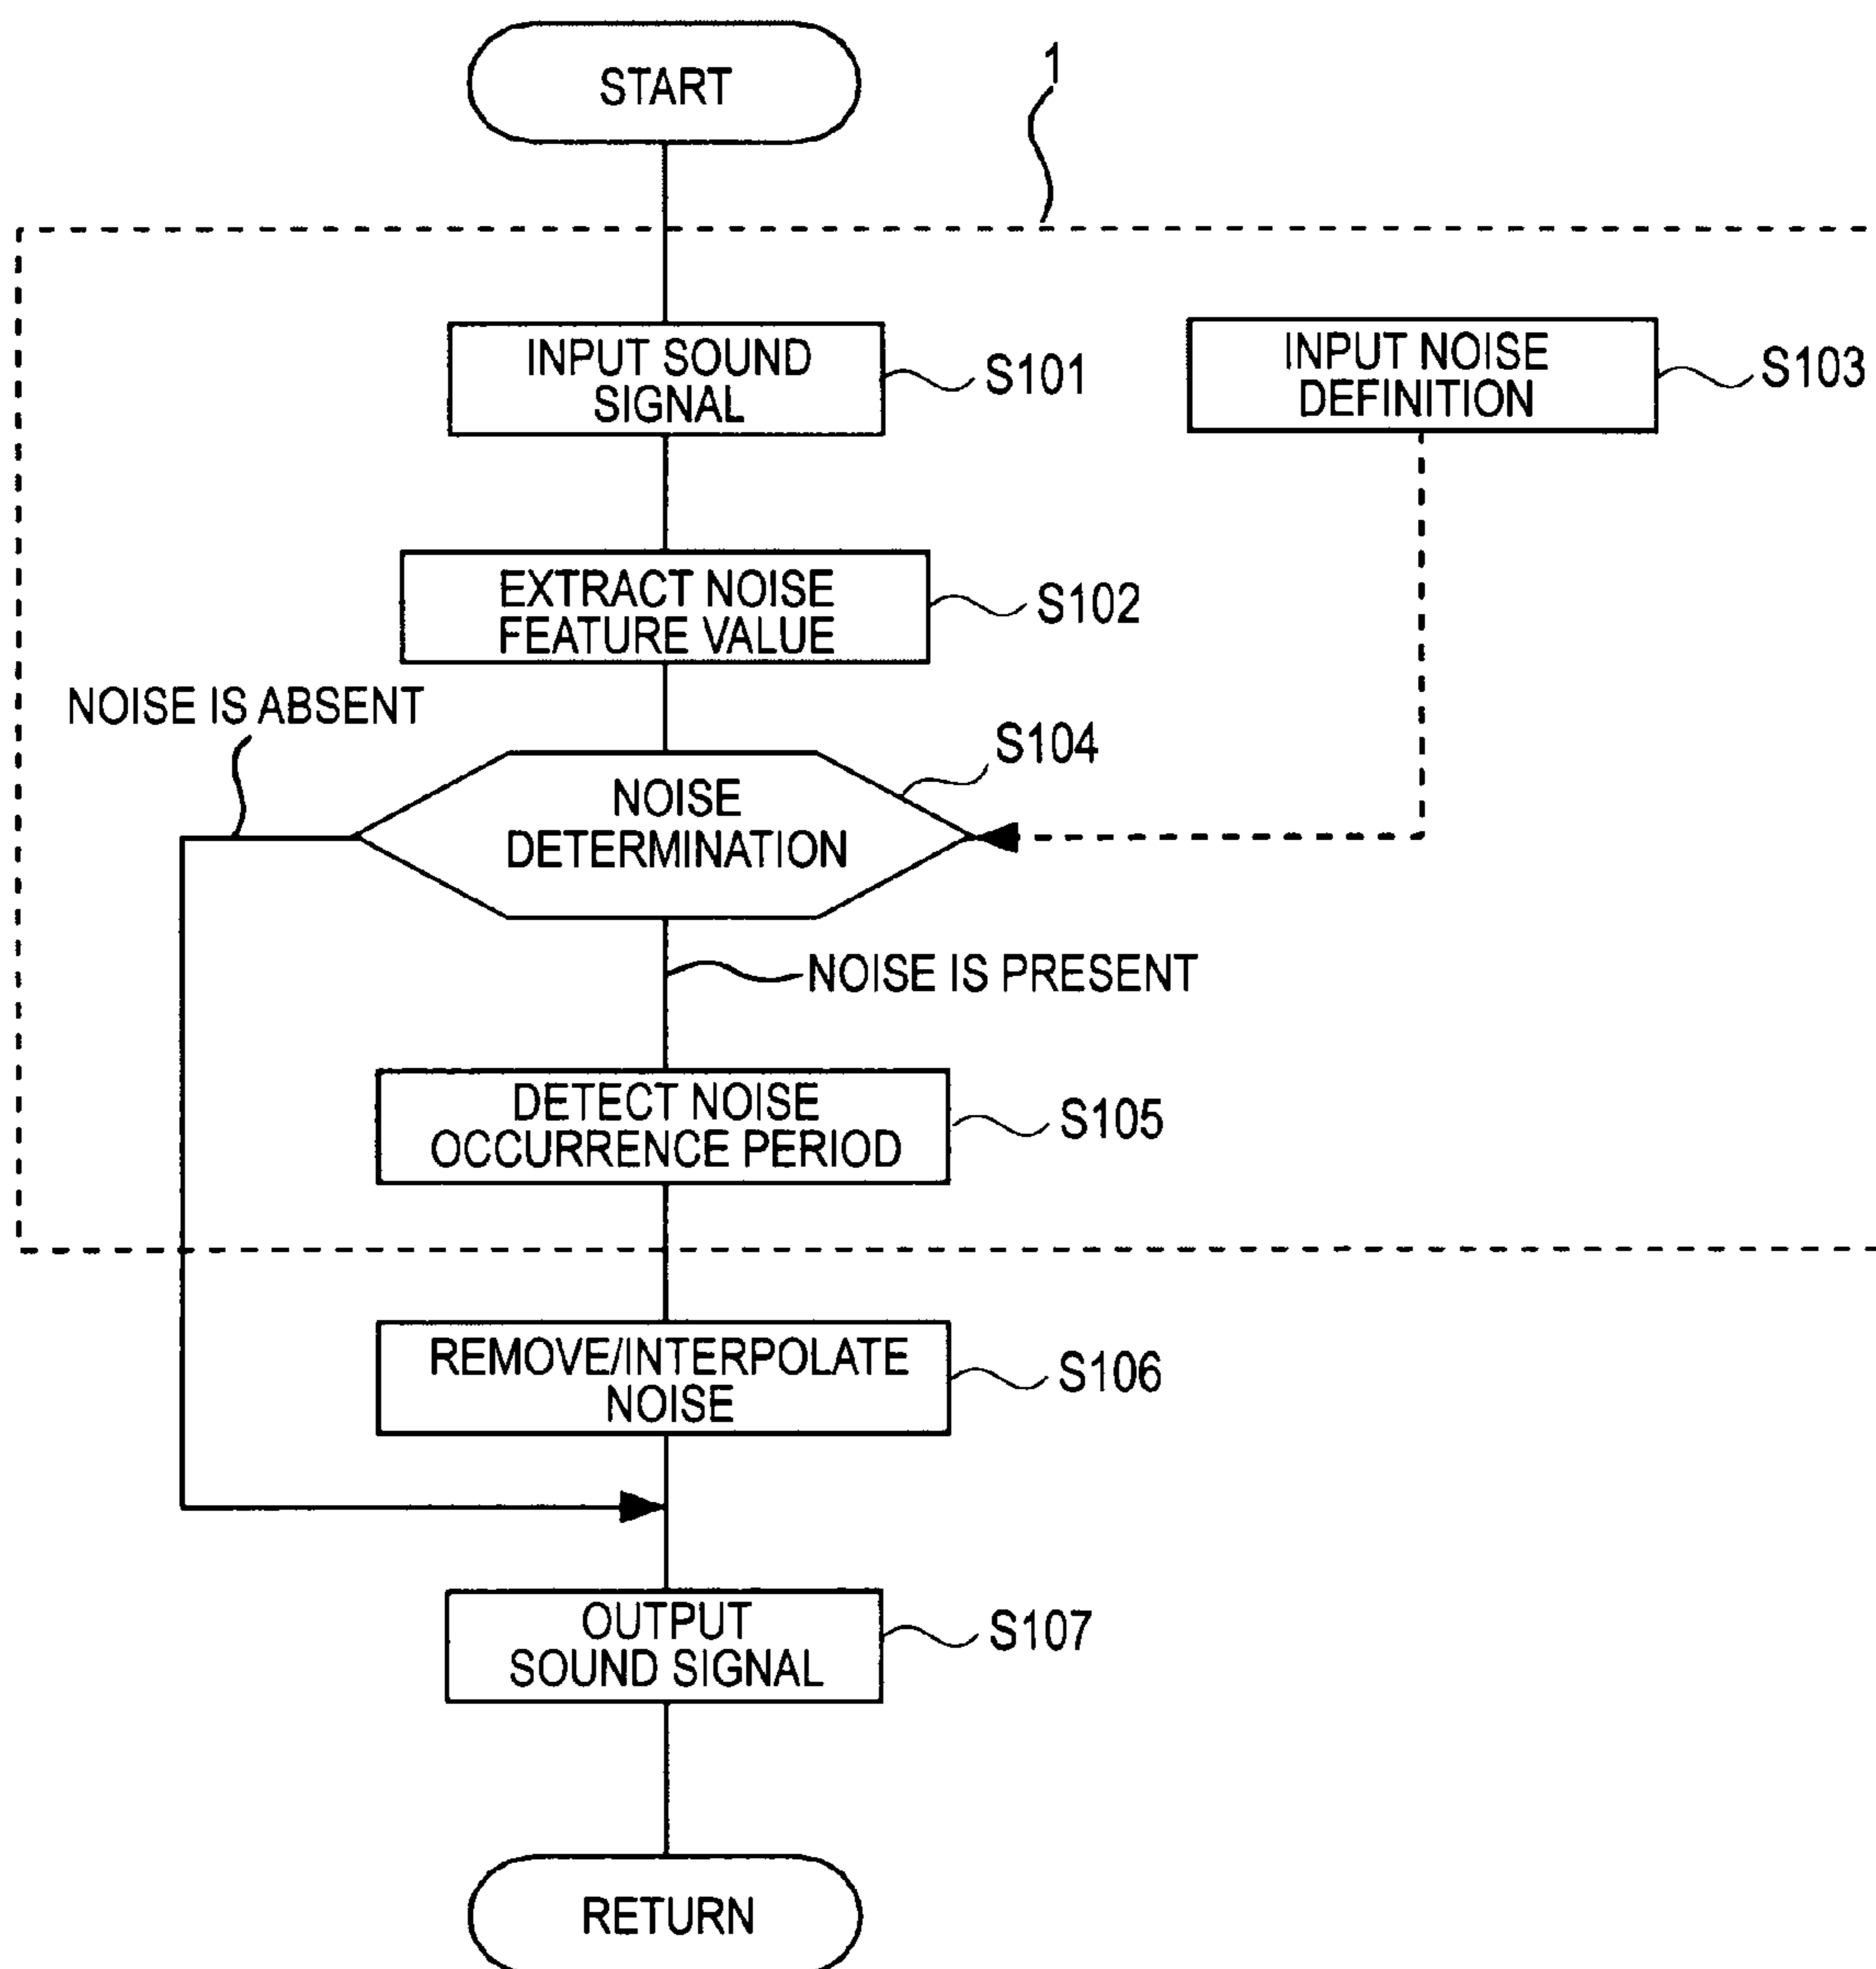 START
1
INPUT SOUND
SIGNAL
S101
INPUT NOISE
DEFINITION
S103
EXTRACT NOISE
FEATURE VALUE
S102
NOISE IS ABSENT
S104
NOISE
DETERMINATION
NOISE IS PRESENT
DETECT NOISE
OCCURRENCE PERIOD
S105
REMOVE/INTERPOLATE
NOISE
S106
OUTPUT
SOUND SIGNAL
S107
RETURN